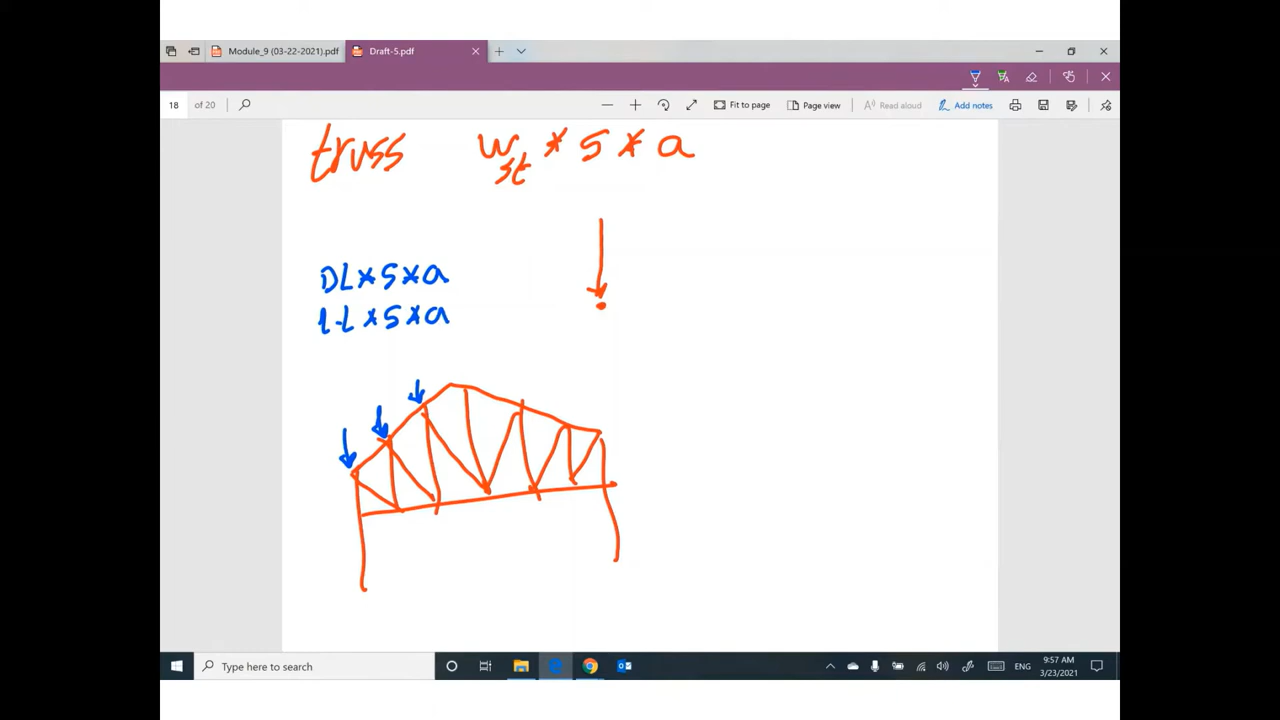 Module_9 (03-22-2021).pdf
Draft-5.pdf
18 of 20
Fit to page
Page view
Read aloud
Add notes
truss w st * S * a
DL * S * a
L.L * S * a
Type here to search
ENG
9:57 AM
3/23/2021